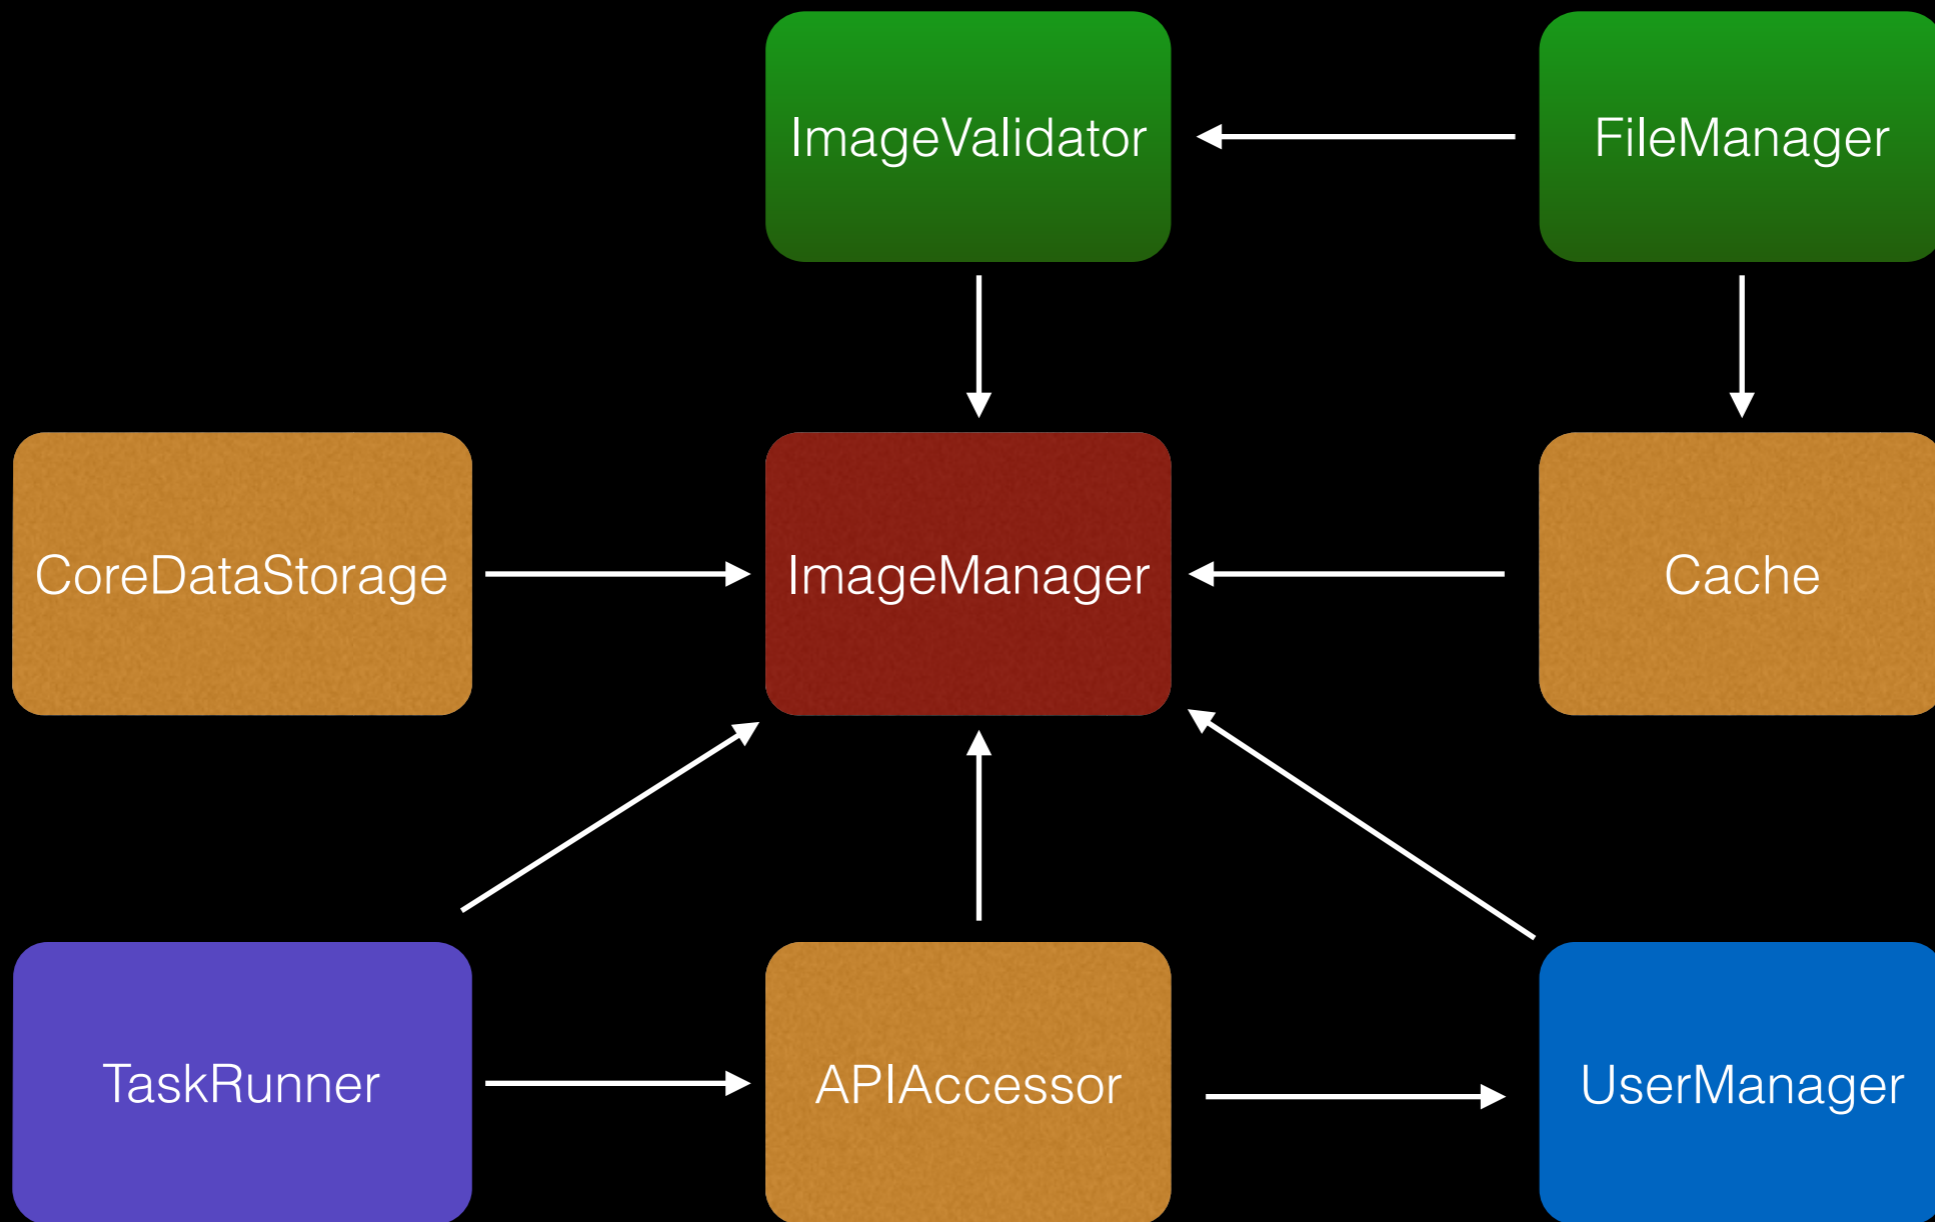 ImageValidator
FileManager
CoreDataStorage
ImageManager
Cache
TaskRunner
APIAccessor
UserManager